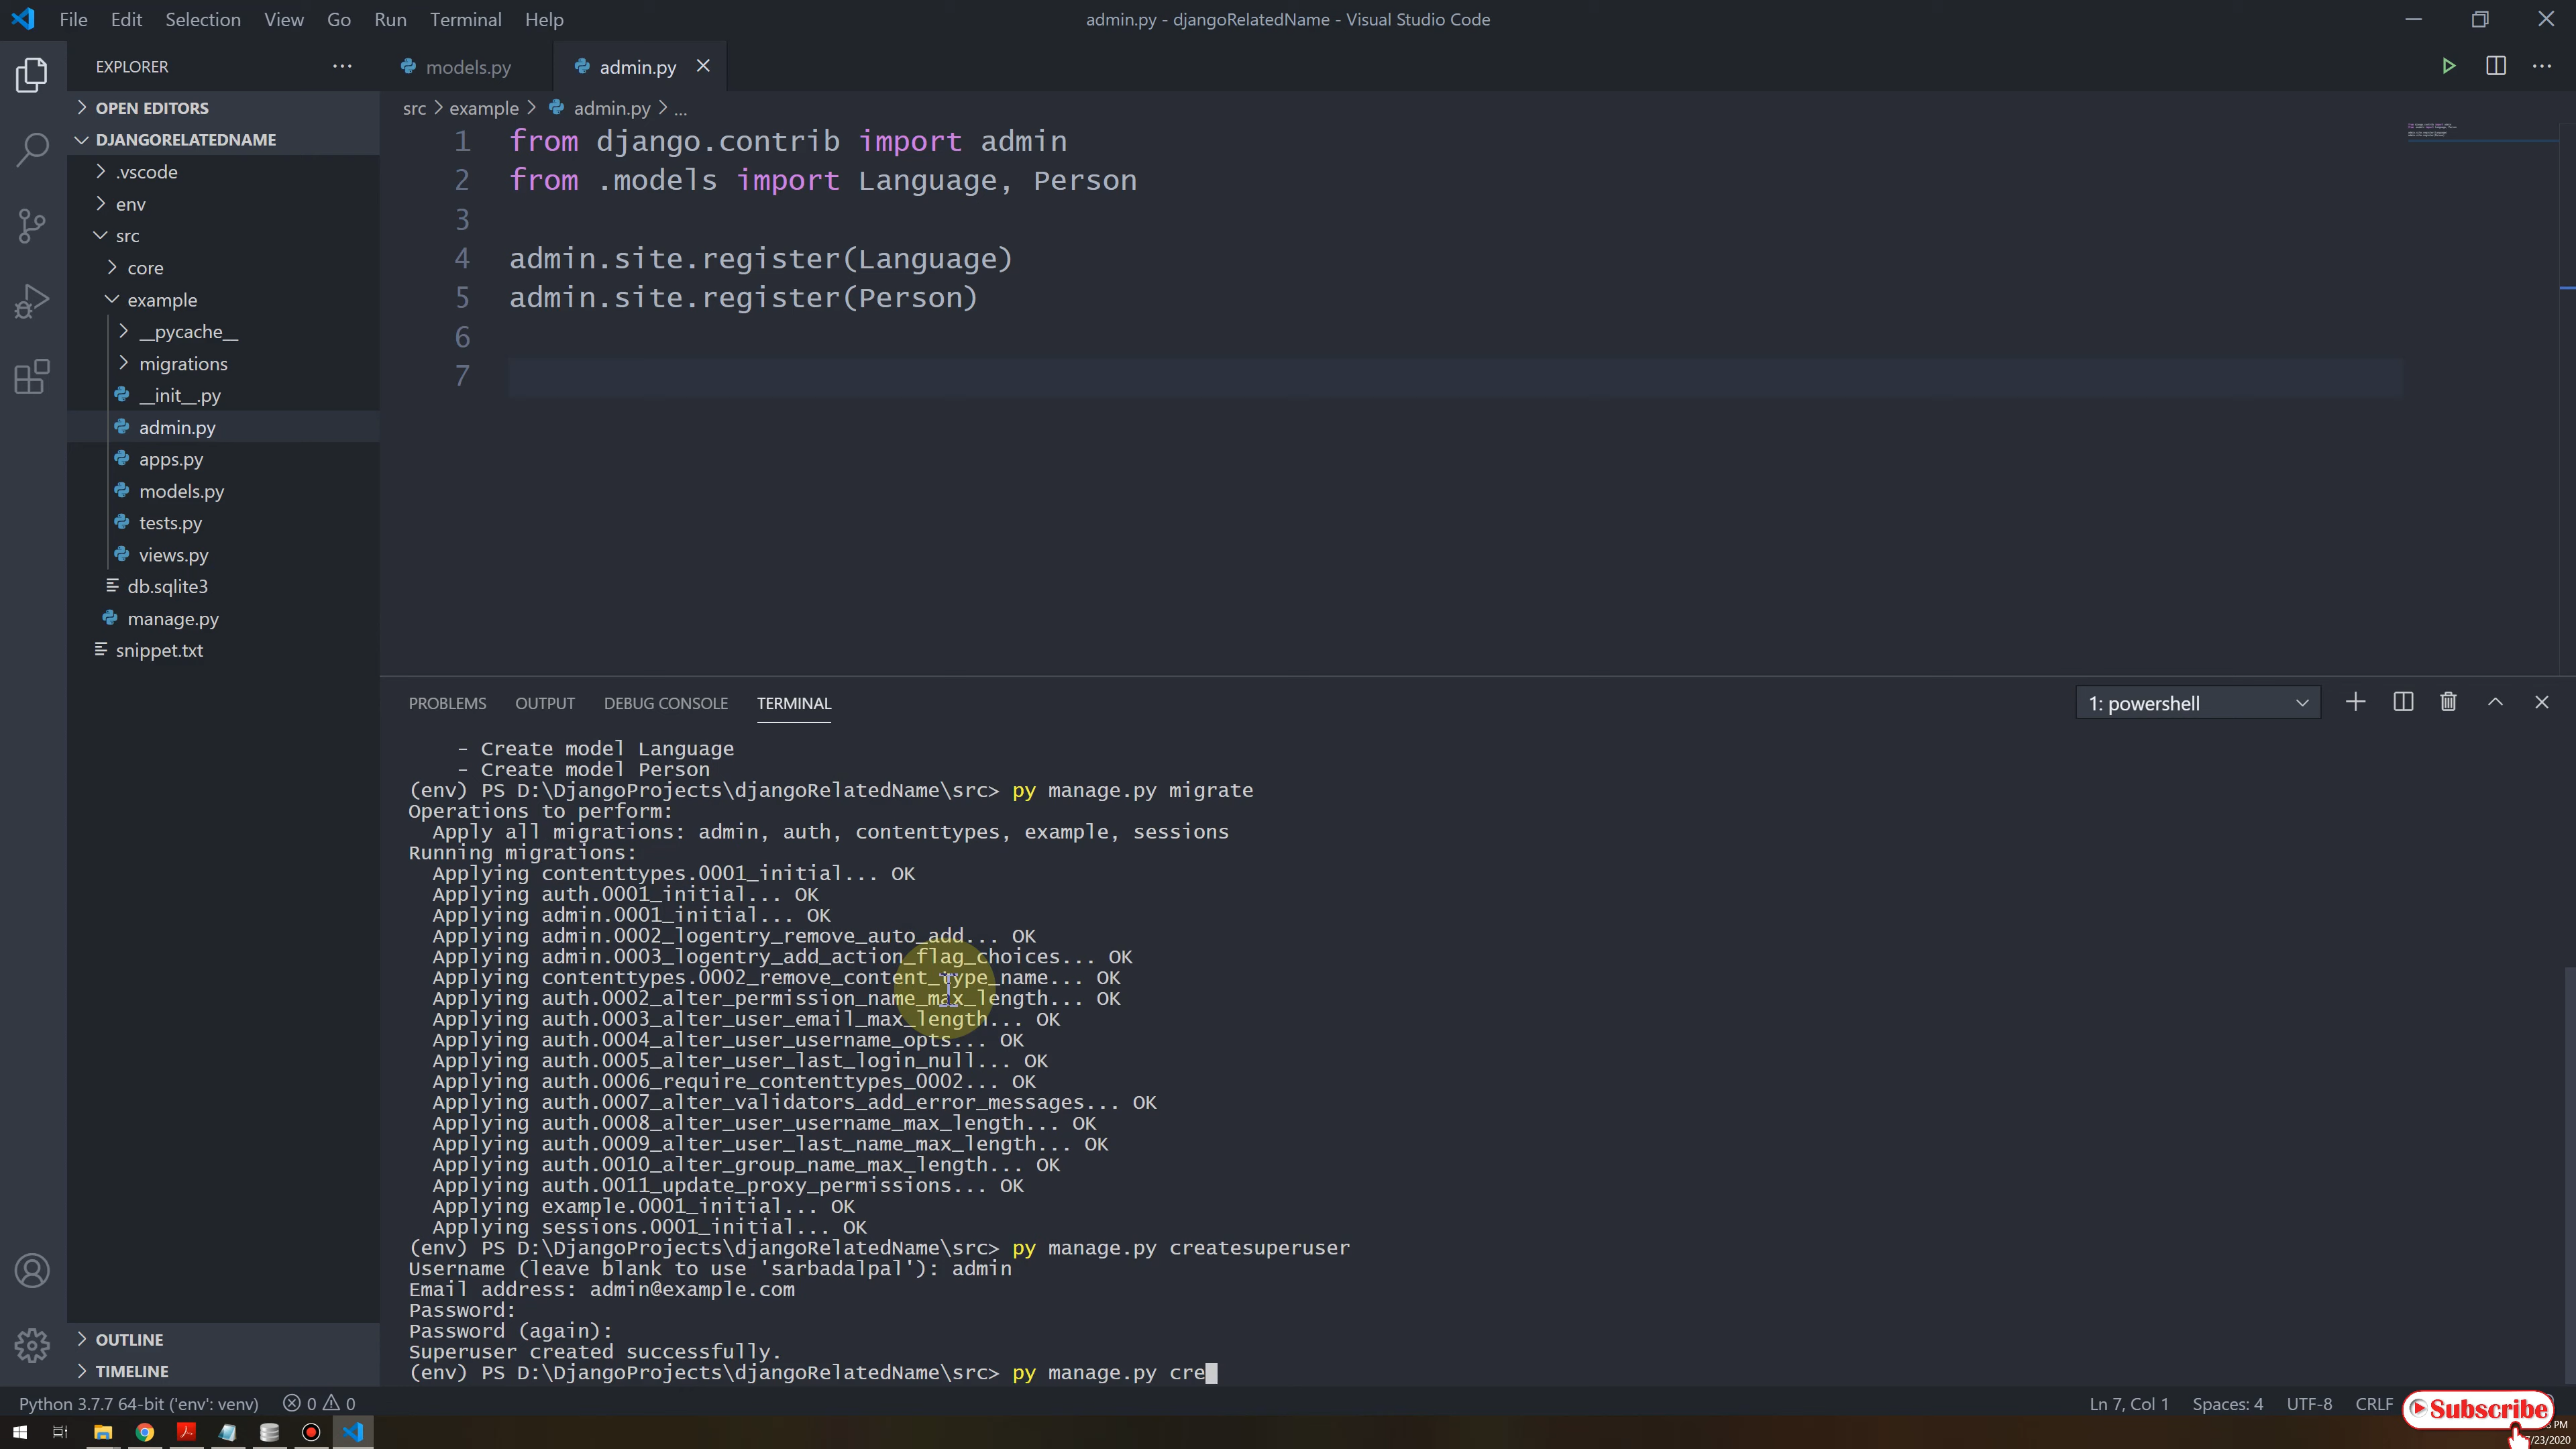 File Edit Selection View Go Run Terminal Help
admin.py - djangoRelatedName - Visual Studio Code
EXPLORER
OPEN EDITORS
DJANGORELATEDNAME
.vscode
env
src
core
example
__pycache__
migrations
__init__.py
admin.py
apps.py
models.py
tests.py
views.py
db.sqlite3
manage.py
snippet.txt
OUTLINE
TIMELINE
models.py admin.py
src > example > admin.py > ...
1 from django.contrib import admin
2 from .models import Language, Person
3
4 admin.site.register(Language)
5 admin.site.register(Person)
6
7
PROBLEMS OUTPUT DEBUG CONSOLE TERMINAL
1: powershell
- Create model Language
- Create model Person
(env) PS D:\DjangoProjects\djangoRelatedName\src> py manage.py migrate
Operations to perform:
Apply all migrations: admin, auth, contenttypes, example, sessions
Running migrations:
Applying contenttypes.0001_initial... OK
Applying auth.0001_initial... OK
Applying admin.0001_initial... OK
Applying admin.0002_logentry_remove_auto_add... OK
Applying admin.0003_logentry_add_action_flag_choices... OK
Applying contenttypes.0002_remove_content_type_name... OK
Applying auth.0002_alter_permission_name_max_length... OK
Applying auth.0003_alter_user_email_max_length... OK
Applying auth.0004_alter_user_username_opts... OK
Applying auth.0005_alter_user_last_login_null... OK
Applying auth.0006_require_contenttypes_0002... OK
Applying auth.0007_alter_validators_add_error_messages... OK
Applying auth.0008_alter_user_username_max_length... OK
Applying auth.0009_alter_user_last_name_max_length... OK
Applying auth.0010_alter_group_name_max_length... OK
Applying auth.0011_update_proxy_permissions... OK
Applying example.0001_initial... OK
Applying sessions.0001_initial... OK
(env) PS D:\DjangoProjects\djangoRelatedName\src> py manage.py createsuperuser
Username (leave blank to use 'sarbadalpal'): admin
Email address: admin@example.com
Password:
Password (again):
Superuser created successfully.
(env) PS D:\DjangoProjects\djangoRelatedName\src> py manage.py cre
Python 3.7.7 64-bit ('env': venv) 0 0
Ln 7, Col 1 Spaces: 4 UTF-8 CRLF
Subscribe
PM
/23/2020